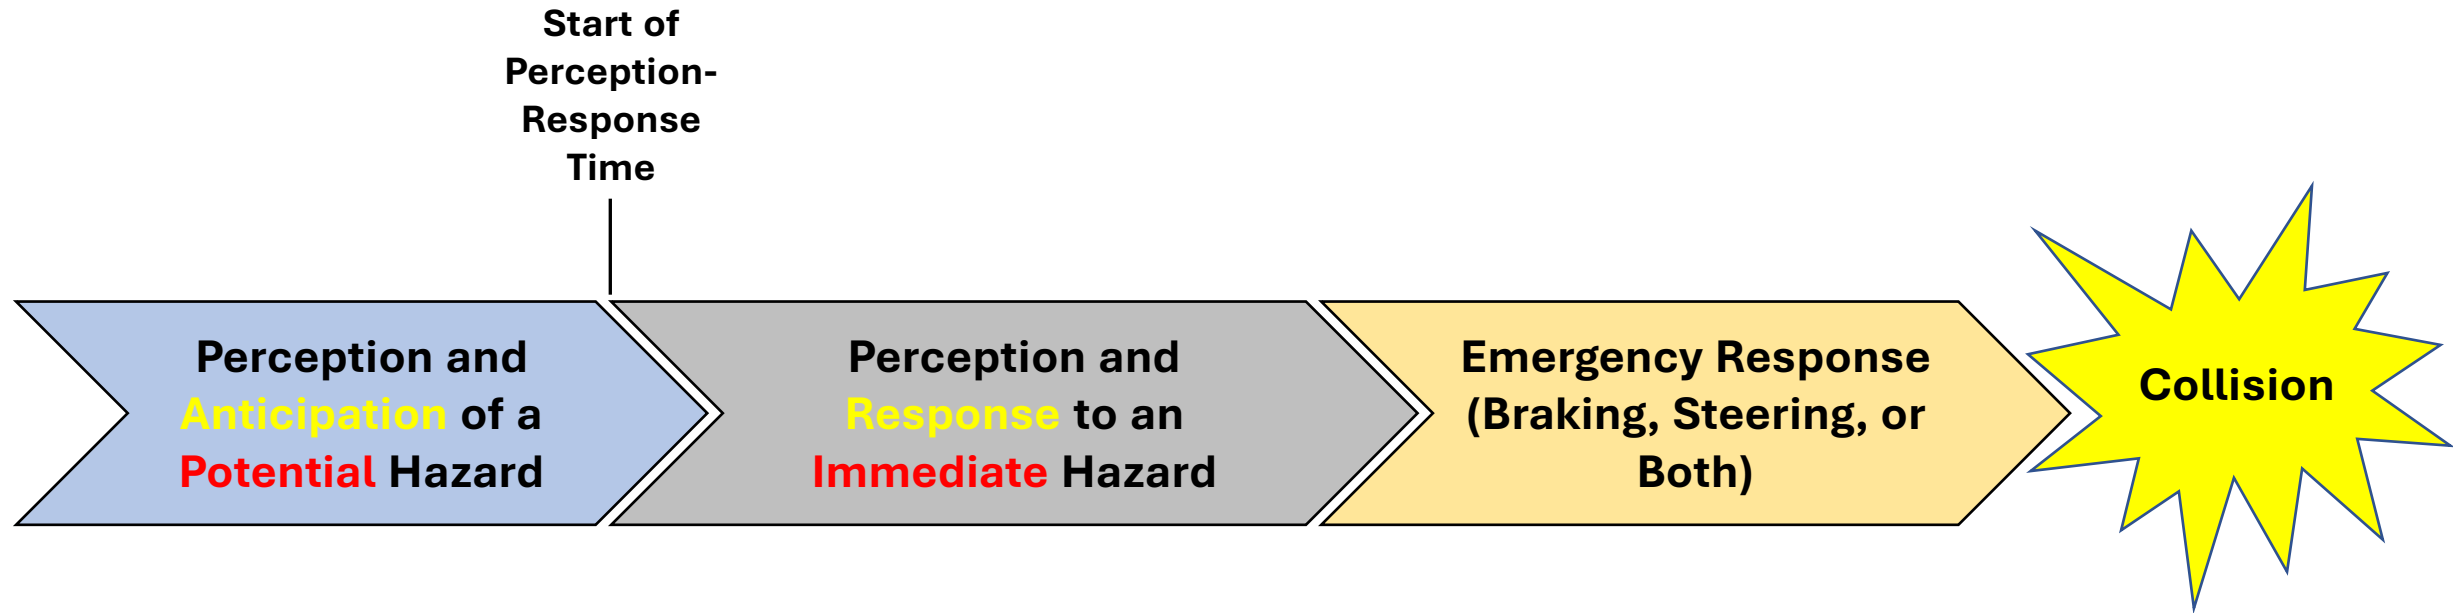 Start of
Perception-
Response
Time
Perception and
Anticipation of a
Potential Hazard
Perception and
Response to an
Immediate Hazard
Emergency Response
(Braking, Steering, or
Both)
Collision